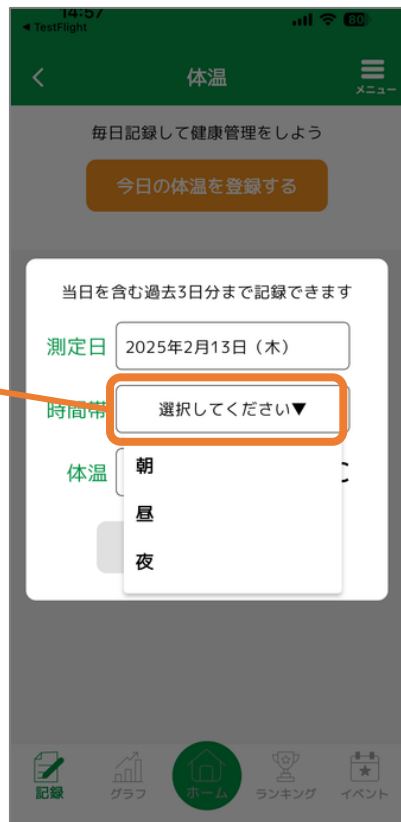 14:57
80
◀ TestFlight
体温
メニュー
毎日記録して健康管理をしよう
今日の体温を登録する
当日を含む過去3日分まで記録できます
測定日 2025年2月13日（木）
時間帯 選択してください▼
体温
朝
昼
夜
記録 グラフ ホーム ランキング イベント